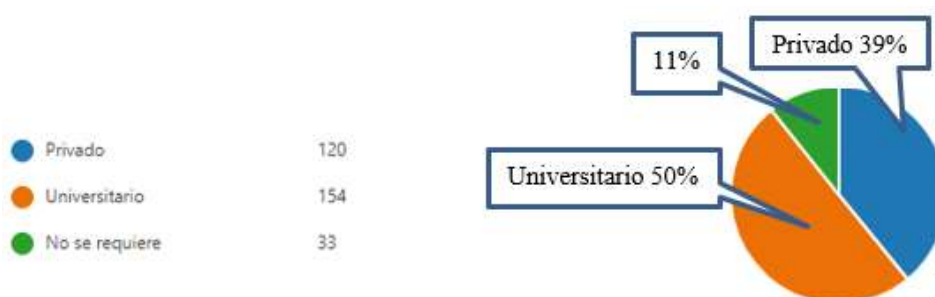 Privado 120
Universitario 154
No se requiere 33
11%
Privado 39%
Universitario 50%